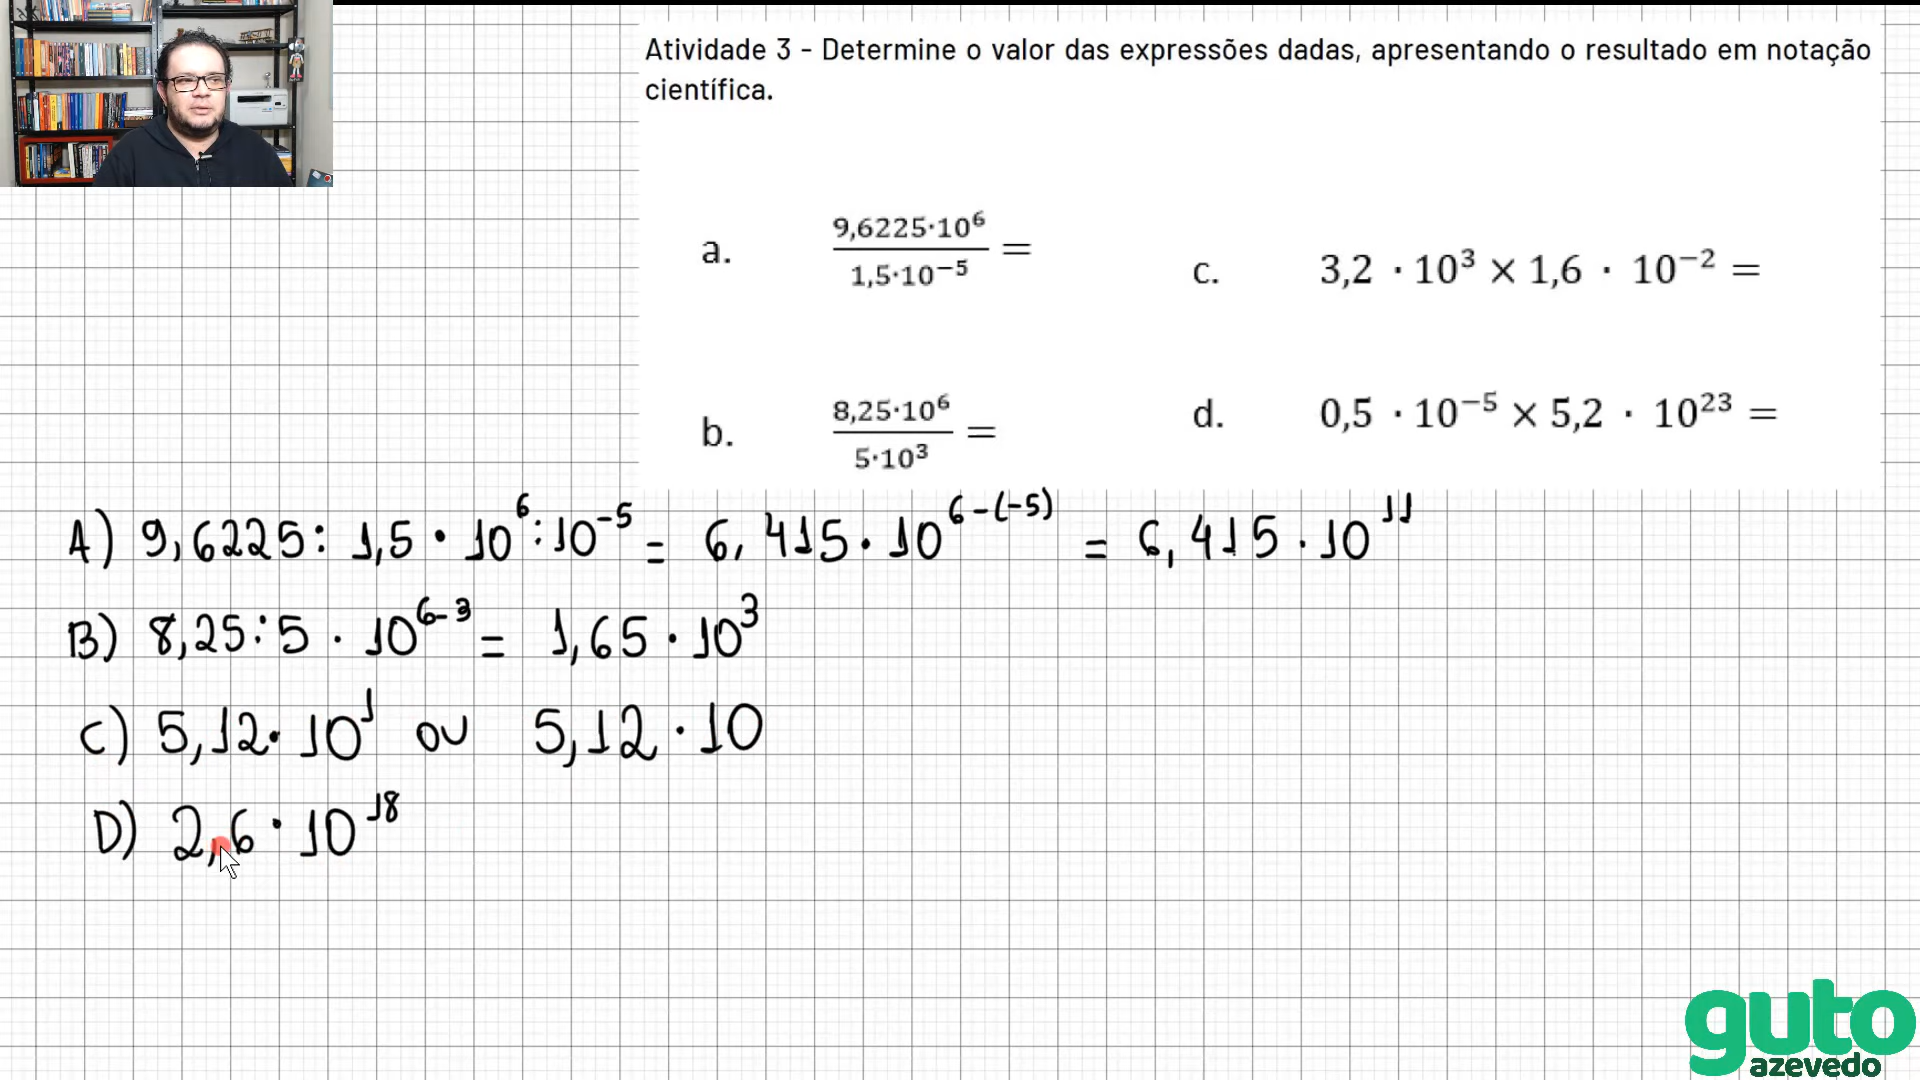 Atividade 3 - Determine o valor das expressões dadas, apresentando o resultado em notação
científica.
a. 9,6225·10⁶ / 1,5·10⁻⁵ =
c. 3,2 · 10³ × 1,6 · 10⁻² =
b. 8,25·10⁶ / 5·10³ =
d. 0,5 · 10⁻⁵ × 5,2 · 10²³ =
A) 9,6225 : 1,5 · 10⁶ : 10⁻⁵ = 6,415 · 10⁶⁻⁽⁻⁵⁾ = 6,415 · 10¹¹
B) 8,25 : 5 · 10⁶⁻³ = 1,65 · 10³
C) 5,12 · 10¹ ou 5,12 · 10
D) 2,6 · 10¹⁸
guto
azevedo